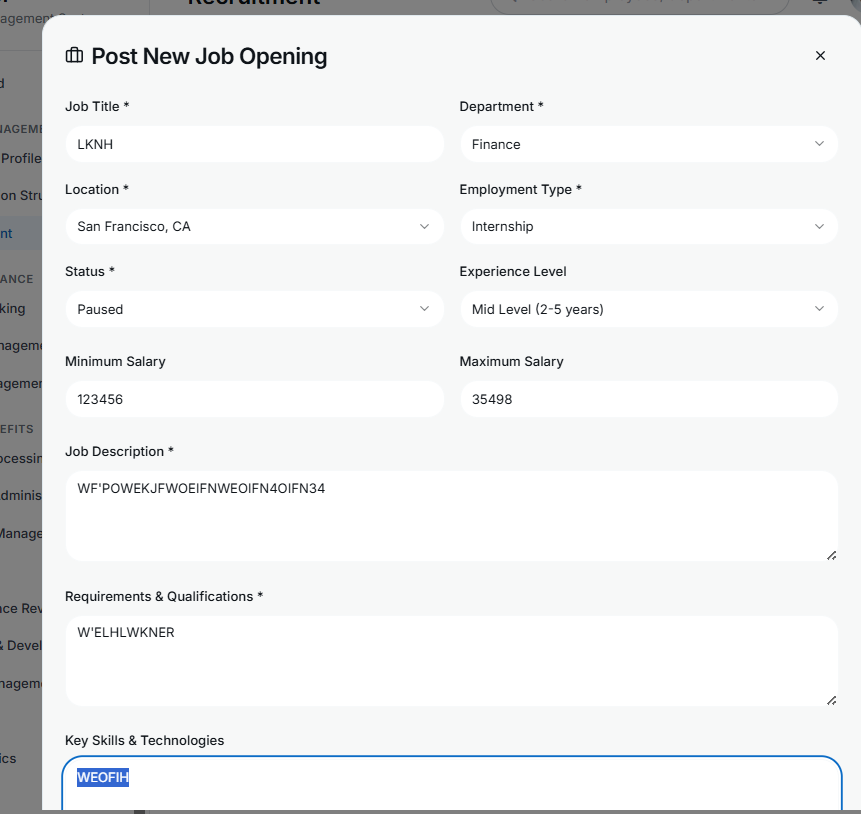 Recruitment
agement
Post New Job Opening
Job Title *
Department *
LKNH
Finance
Location *
Employment Type *
San Francisco, CA
Internship
Status *
Experience Level
Paused
Mid Level (2-5 years)
Minimum Salary
Maximum Salary
123456
35498
Job Description *
WF'POWEKJFWOEIFNWEOIFN4OIFN34
Requirements & Qualifications *
W'ELHLWKNER
Key Skills & Technologies
WEOFIH
d
NAGEME
Profile
on Stru
nt
ANCE
king
nageme
agemen
EFITS
ocessin
dminis
Manage
ce Rev
& Devel
nageme
ics